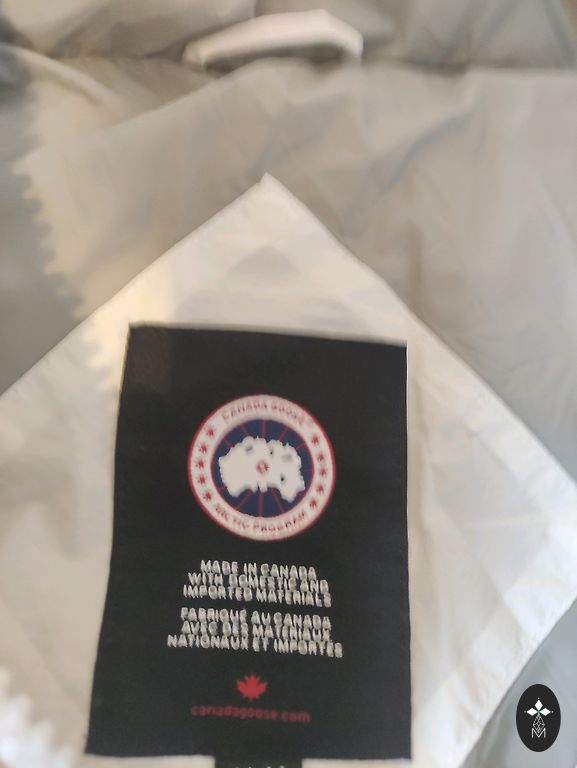 CANADA GOOSE
ARCTIC PROGRAM
MADE IN CANADA
WITH DOMESTIC AND
IMPORTED MATERIALS
FABRIQUÉ AU CANADA
AVEC DES MATERIAUX
NATIONAUX ET IMPORTÉS
canadagoose.com
M